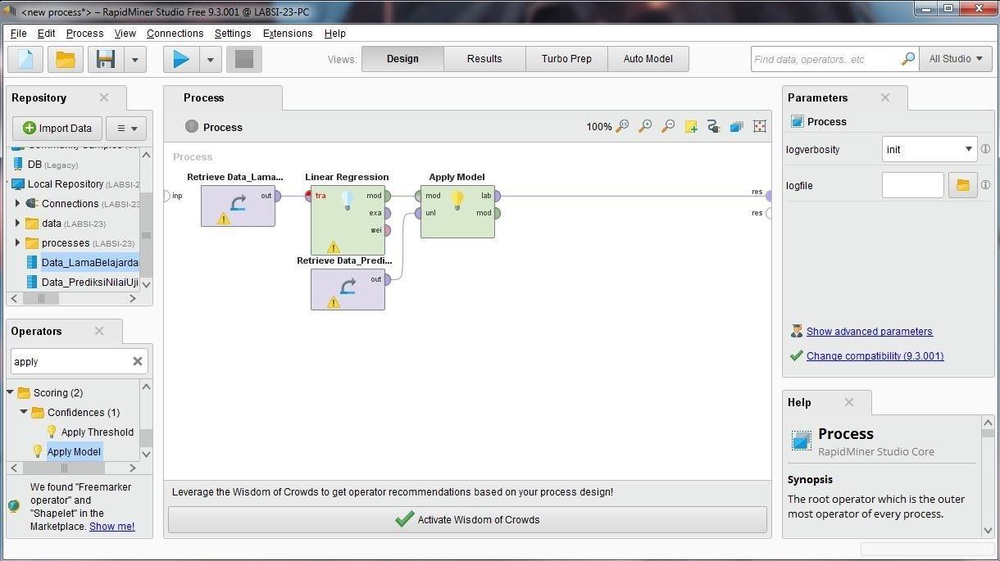 <new process*> – RapidMiner Studio Free 9.3.001 @ LABSI-23-PC
File Edit Process View Connections Settings Extensions Help
Views: Design Results Turbo Prep Auto Model
Find data, operators...etc
All Studio
Repository
Import Data
Community Samples
DB (Legacy)
Local Repository (LABSI-2
Connections (LABSI-23
data (LABSI-23)
processes (LABSI-23)
Data_LamaBelajarda
Data_PrediksiNilaiUji
Operators
apply
Scoring (2)
Confidences (1)
Apply Threshold
Apply Model
We found "Freemarker
operator" and
"Shapelet" in the
Marketplace. Show me!
Process
Process
100%
Process
inp
Retrieve Data_Lama...
out
Linear Regression
tra mod
exa
wei
Apply Model
mod lab
unl mod
res
res
Retrieve Data_Predi...
out
Leverage the Wisdom of Crowds to get operator recommendations based on your process design!
Activate Wisdom of Crowds
Parameters
Process
logverbosity init
logfile
Show advanced parameters
Change compatibility (9.3.001)
Help
Process
RapidMiner Studio Core
Synopsis
The root operator which is the outer
most operator of every process.